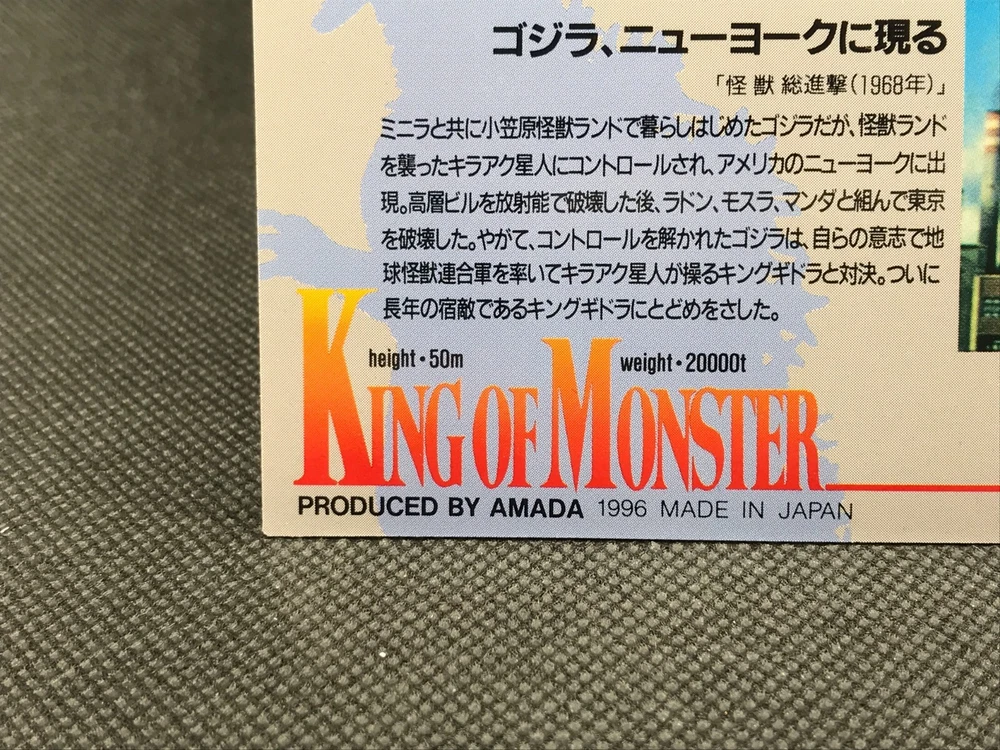 ゴジラ、ニューヨークに現る
「怪獣総進撃(1968年)」
ミニラと共に小笠原怪獣ランドで暮らしはじめたゴジラだが、怪獣ランド
を襲ったキラアク星人にコントロールされ、アメリカのニューヨークに出
現。高層ビルを放射能で破壊した後、ラドン、モスラ、マンダと組んで東京
を破壊した。やがて、コントロールを解かれたゴジラは、自らの意志で地
球怪獣連合軍を率いてキラアク星人が操るキングギドラと対決。ついに
長年の宿敵であるキングギドラにとどめをさした。
height・50m weight・20000t
KING OF MONSTER
PRODUCED BY AMADA 1996 MADE IN JAPAN